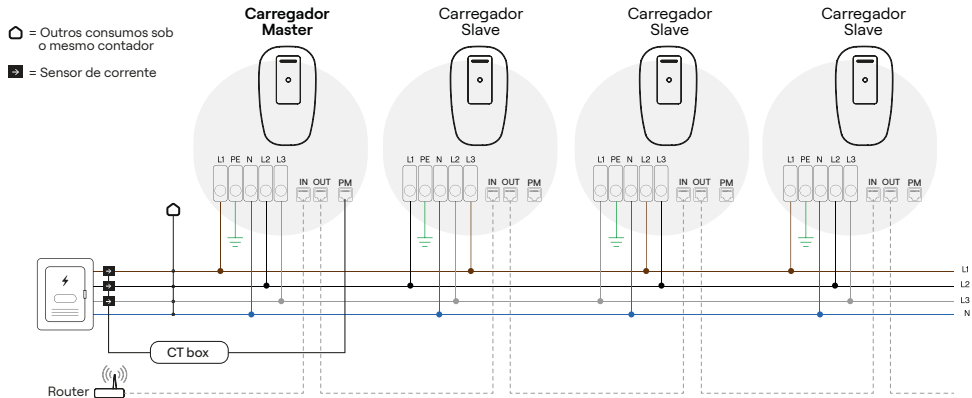 = Outros consumos sob
o mesmo contador
= Sensor de corrente
Carregador
Master
Carregador
Slave
Carregador
Slave
Carregador
Slave
L1 PE N L2 L3
IN OUT PM
L1 PE N L2 L3
IN OUT PM
L1 PE N L2 L3
IN OUT PM
L1 PE N L2 L3
IN OUT PM
L1
L2
L3
N
CT box
Router